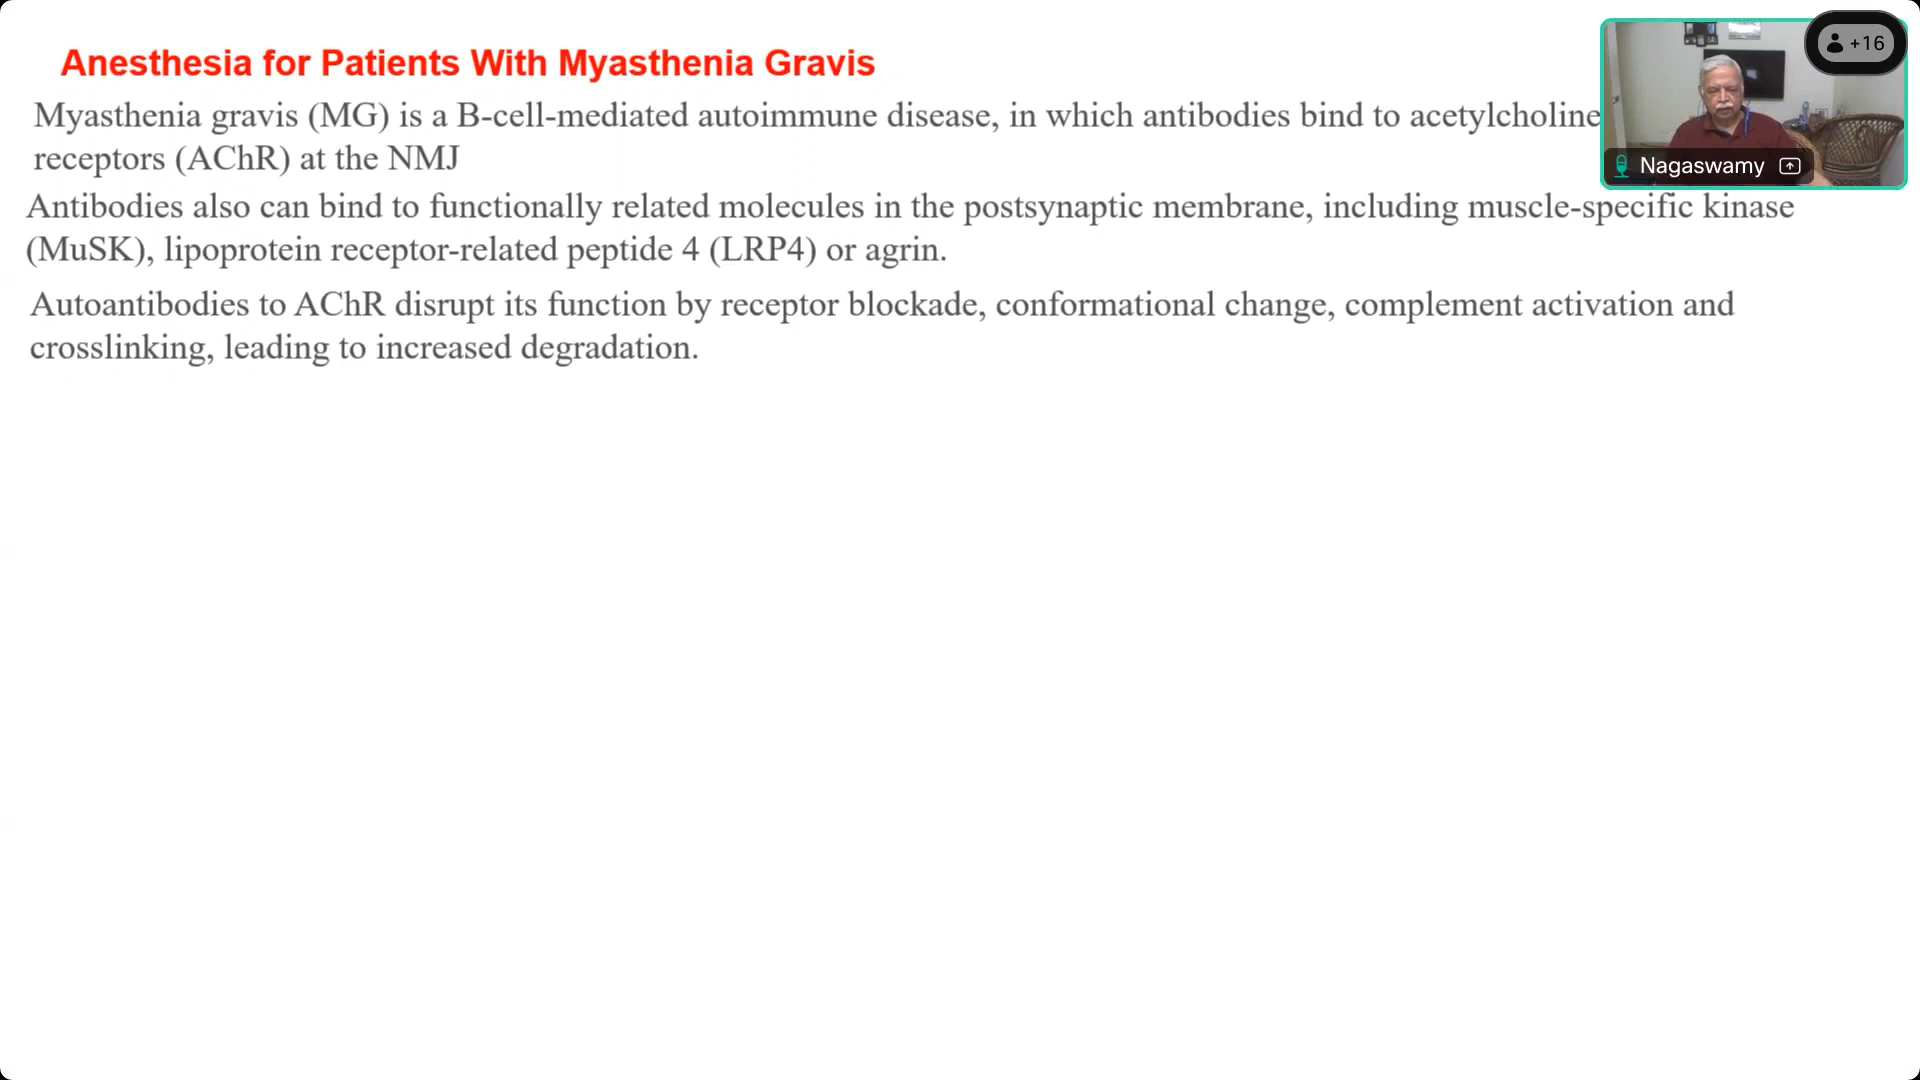 Anesthesia for Patients With Myasthenia Gravis
Myasthenia gravis (MG) is a B-cell-mediated autoimmune disease, in which antibodies bind to acetylcholine
receptors (AChR) at the NMJ
Antibodies also can bind to functionally related molecules in the postsynaptic membrane, including muscle-specific kinase
(MuSK), lipoprotein receptor-related peptide 4 (LRP4) or agrin.
Autoantibodies to AChR disrupt its function by receptor blockade, conformational change, complement activation and
crosslinking, leading to increased degradation.
+16
Nagaswamy